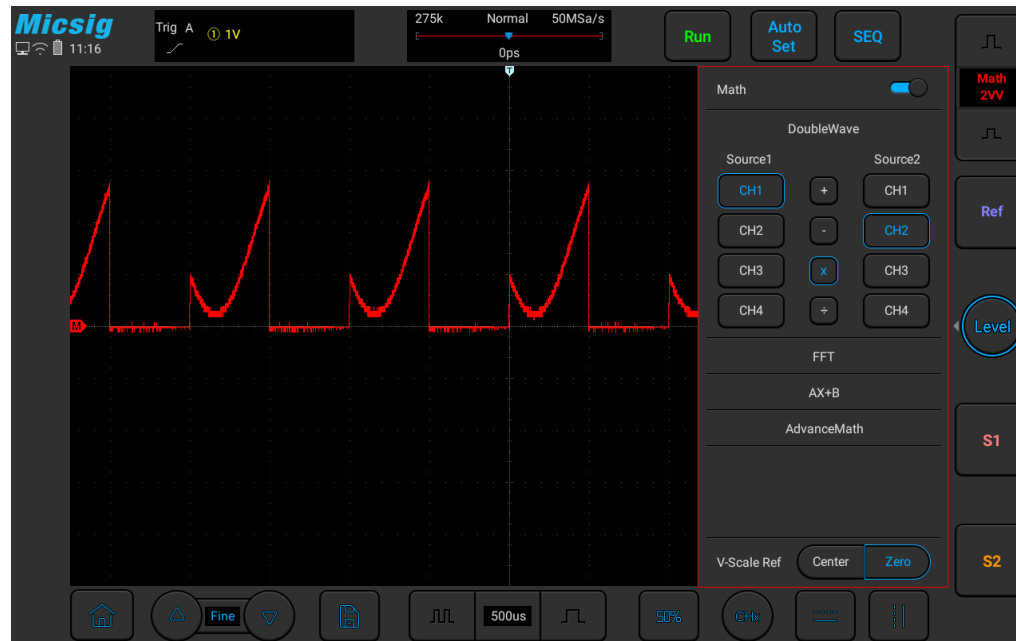 Micsig
11:16
Trig A ① 1V
275k Normal 50MSa/s
0ps
T
Run
Auto
Set
SEQ
Math
2VV
Math
DoubleWave
Source1 Source2
CH1 + CH1
CH2 - CH2
CH3 x CH3
CH4 ÷ CH4
FFT
AX+B
AdvanceMath
V-Scale Ref Center Zero
M
Ref
Level
S1
S2
Fine
500us
50%
CHx